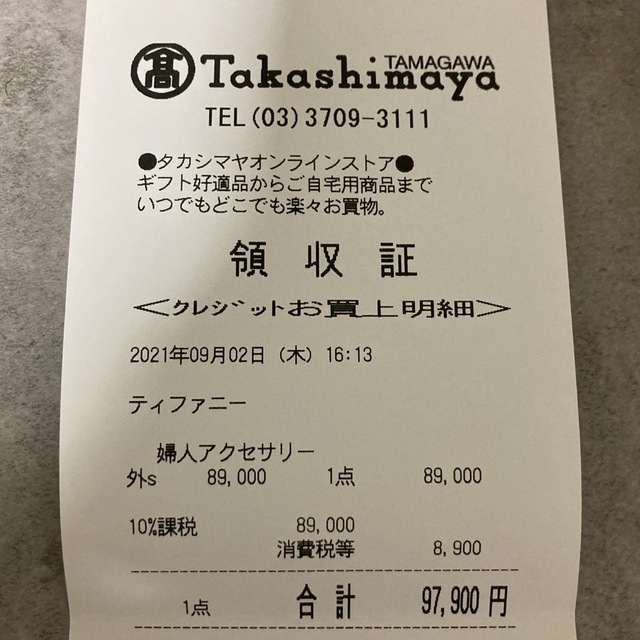 髙 Takashimaya TAMAGAWA
TEL (03) 3709-3111
●タカシマヤオンラインストア●
ギフト好適品からご自宅用商品まで
いつでもどこでも楽々お買物。
領 収 証
＜クレジットお買上明細＞
2021年09月02日 (木) 16:13
ティファニー
婦人アクセサリー
外s 89,000 1点 89,000
10%課税 89,000
消費税等 8,900
1点 合 計 97,900 円